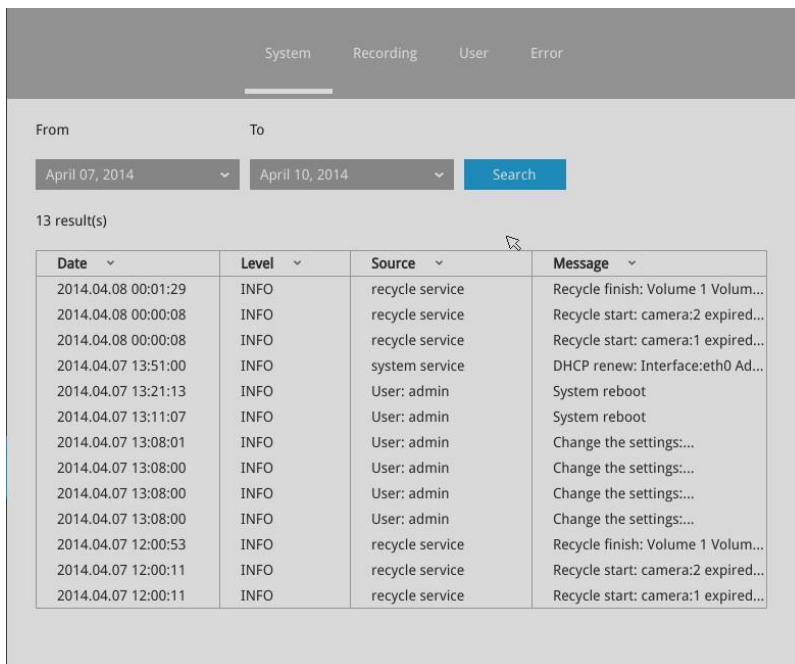 System Recording User Error
From To
April 07, 2014 April 10, 2014 Search
13 result(s)
Date Level Source Message
2014.04.08 00:01:29 INFO recycle service Recycle finish: Volume 1 Volum...
2014.04.08 00:00:08 INFO recycle service Recycle start: camera:2 expired...
2014.04.08 00:00:08 INFO recycle service Recycle start: camera:1 expired...
2014.04.07 13:51:00 INFO system service DHCP renew: Interface:eth0 Ad...
2014.04.07 13:21:13 INFO User: admin System reboot
2014.04.07 13:11:07 INFO User: admin System reboot
2014.04.07 13:08:01 INFO User: admin Change the settings:...
2014.04.07 13:08:00 INFO User: admin Change the settings:...
2014.04.07 13:08:00 INFO User: admin Change the settings:...
2014.04.07 13:08:00 INFO User: admin Change the settings:...
2014.04.07 12:00:53 INFO recycle service Recycle finish: Volume 1 Volum...
2014.04.07 12:00:11 INFO recycle service Recycle start: camera:2 expired...
2014.04.07 12:00:11 INFO recycle service Recycle start: camera:1 expired...